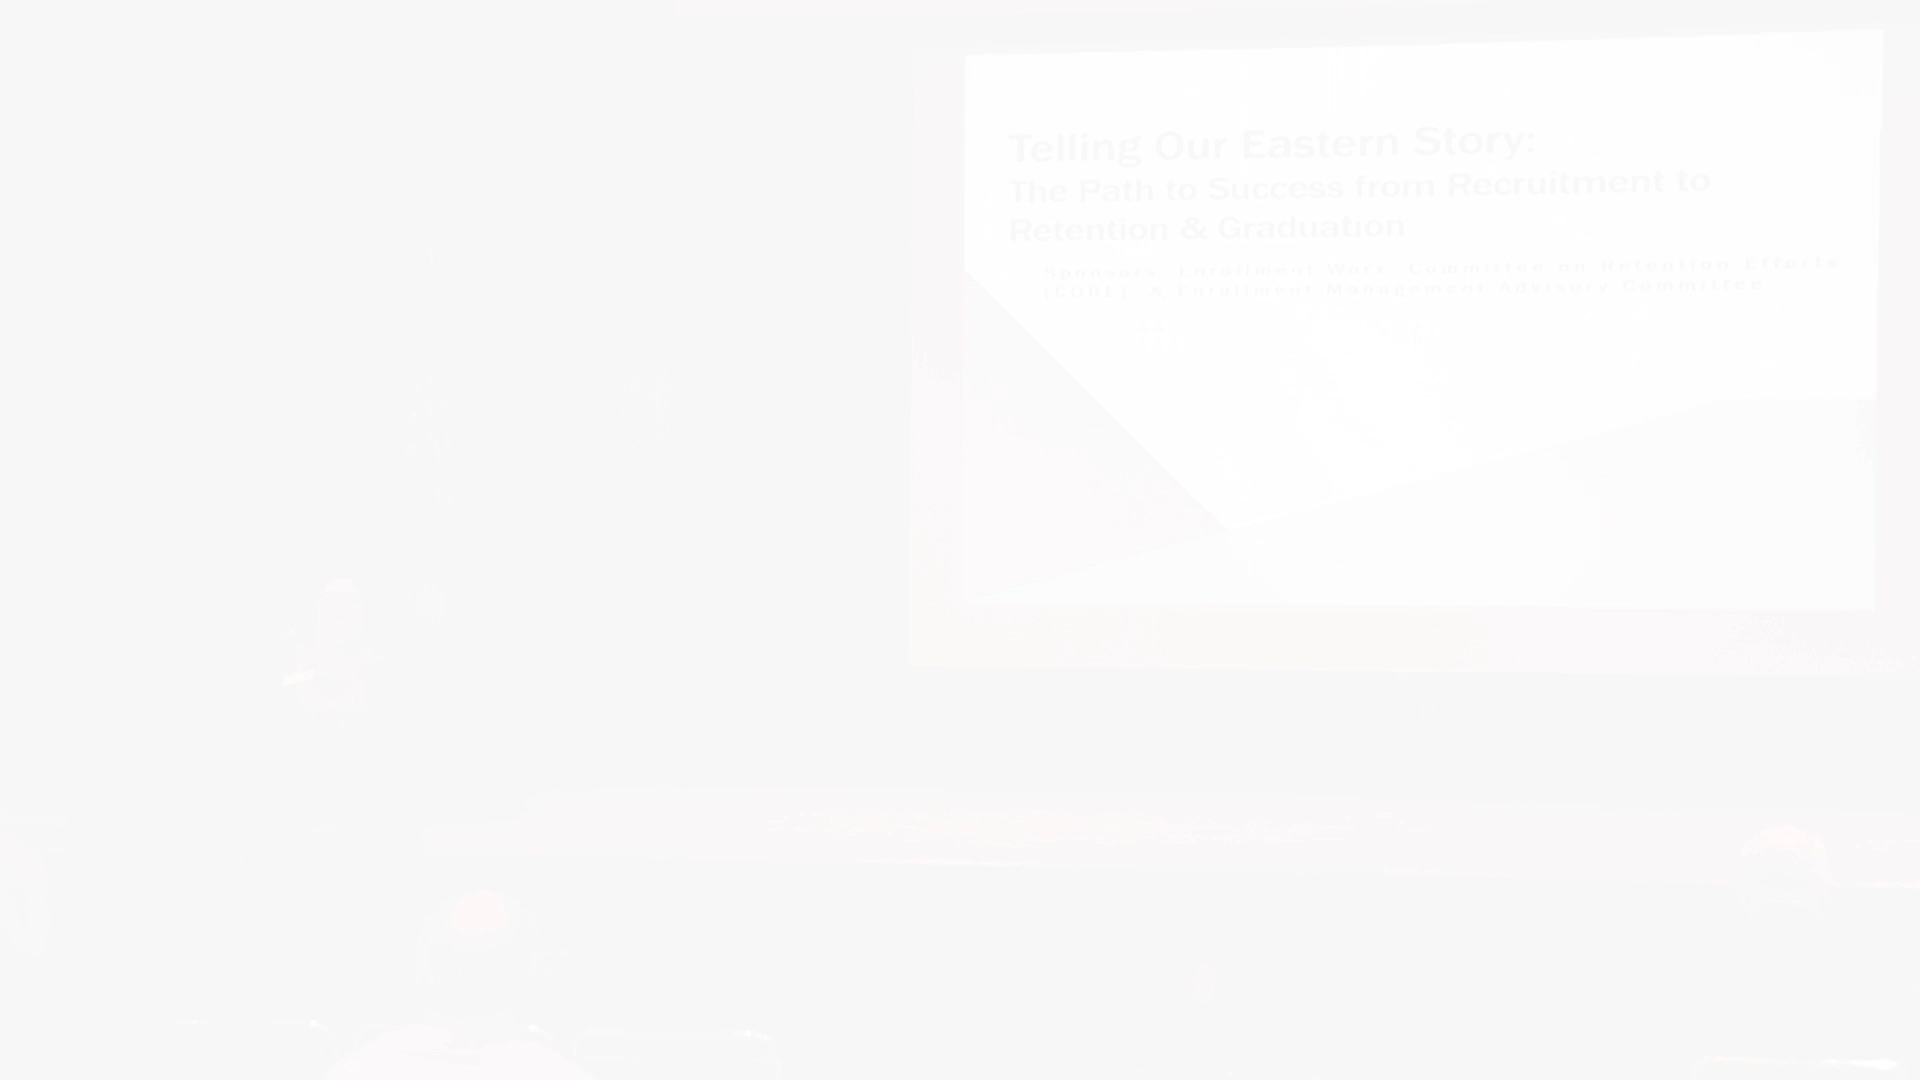 Telling Our Eastern Story:
The Path to Success from Recruitment to
Retention & Graduation
Sponsors: Enrollment Work, Committee on Retention Efforts
(CORE), & Enrollment Management Advisory Committee